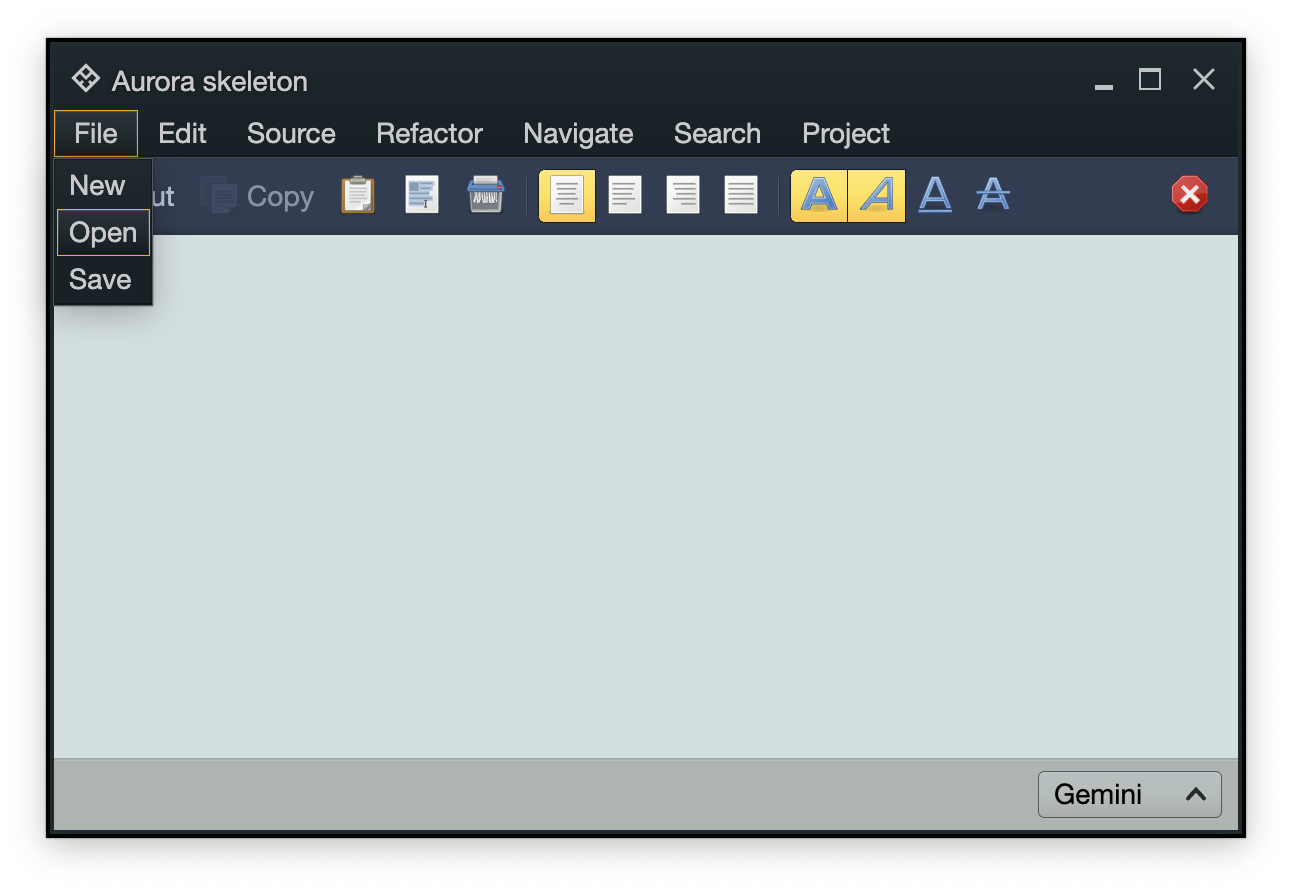 Aurora skeleton
File Edit Source Refactor Navigate Search Project
New
ut Copy
Open
Save
Gemini